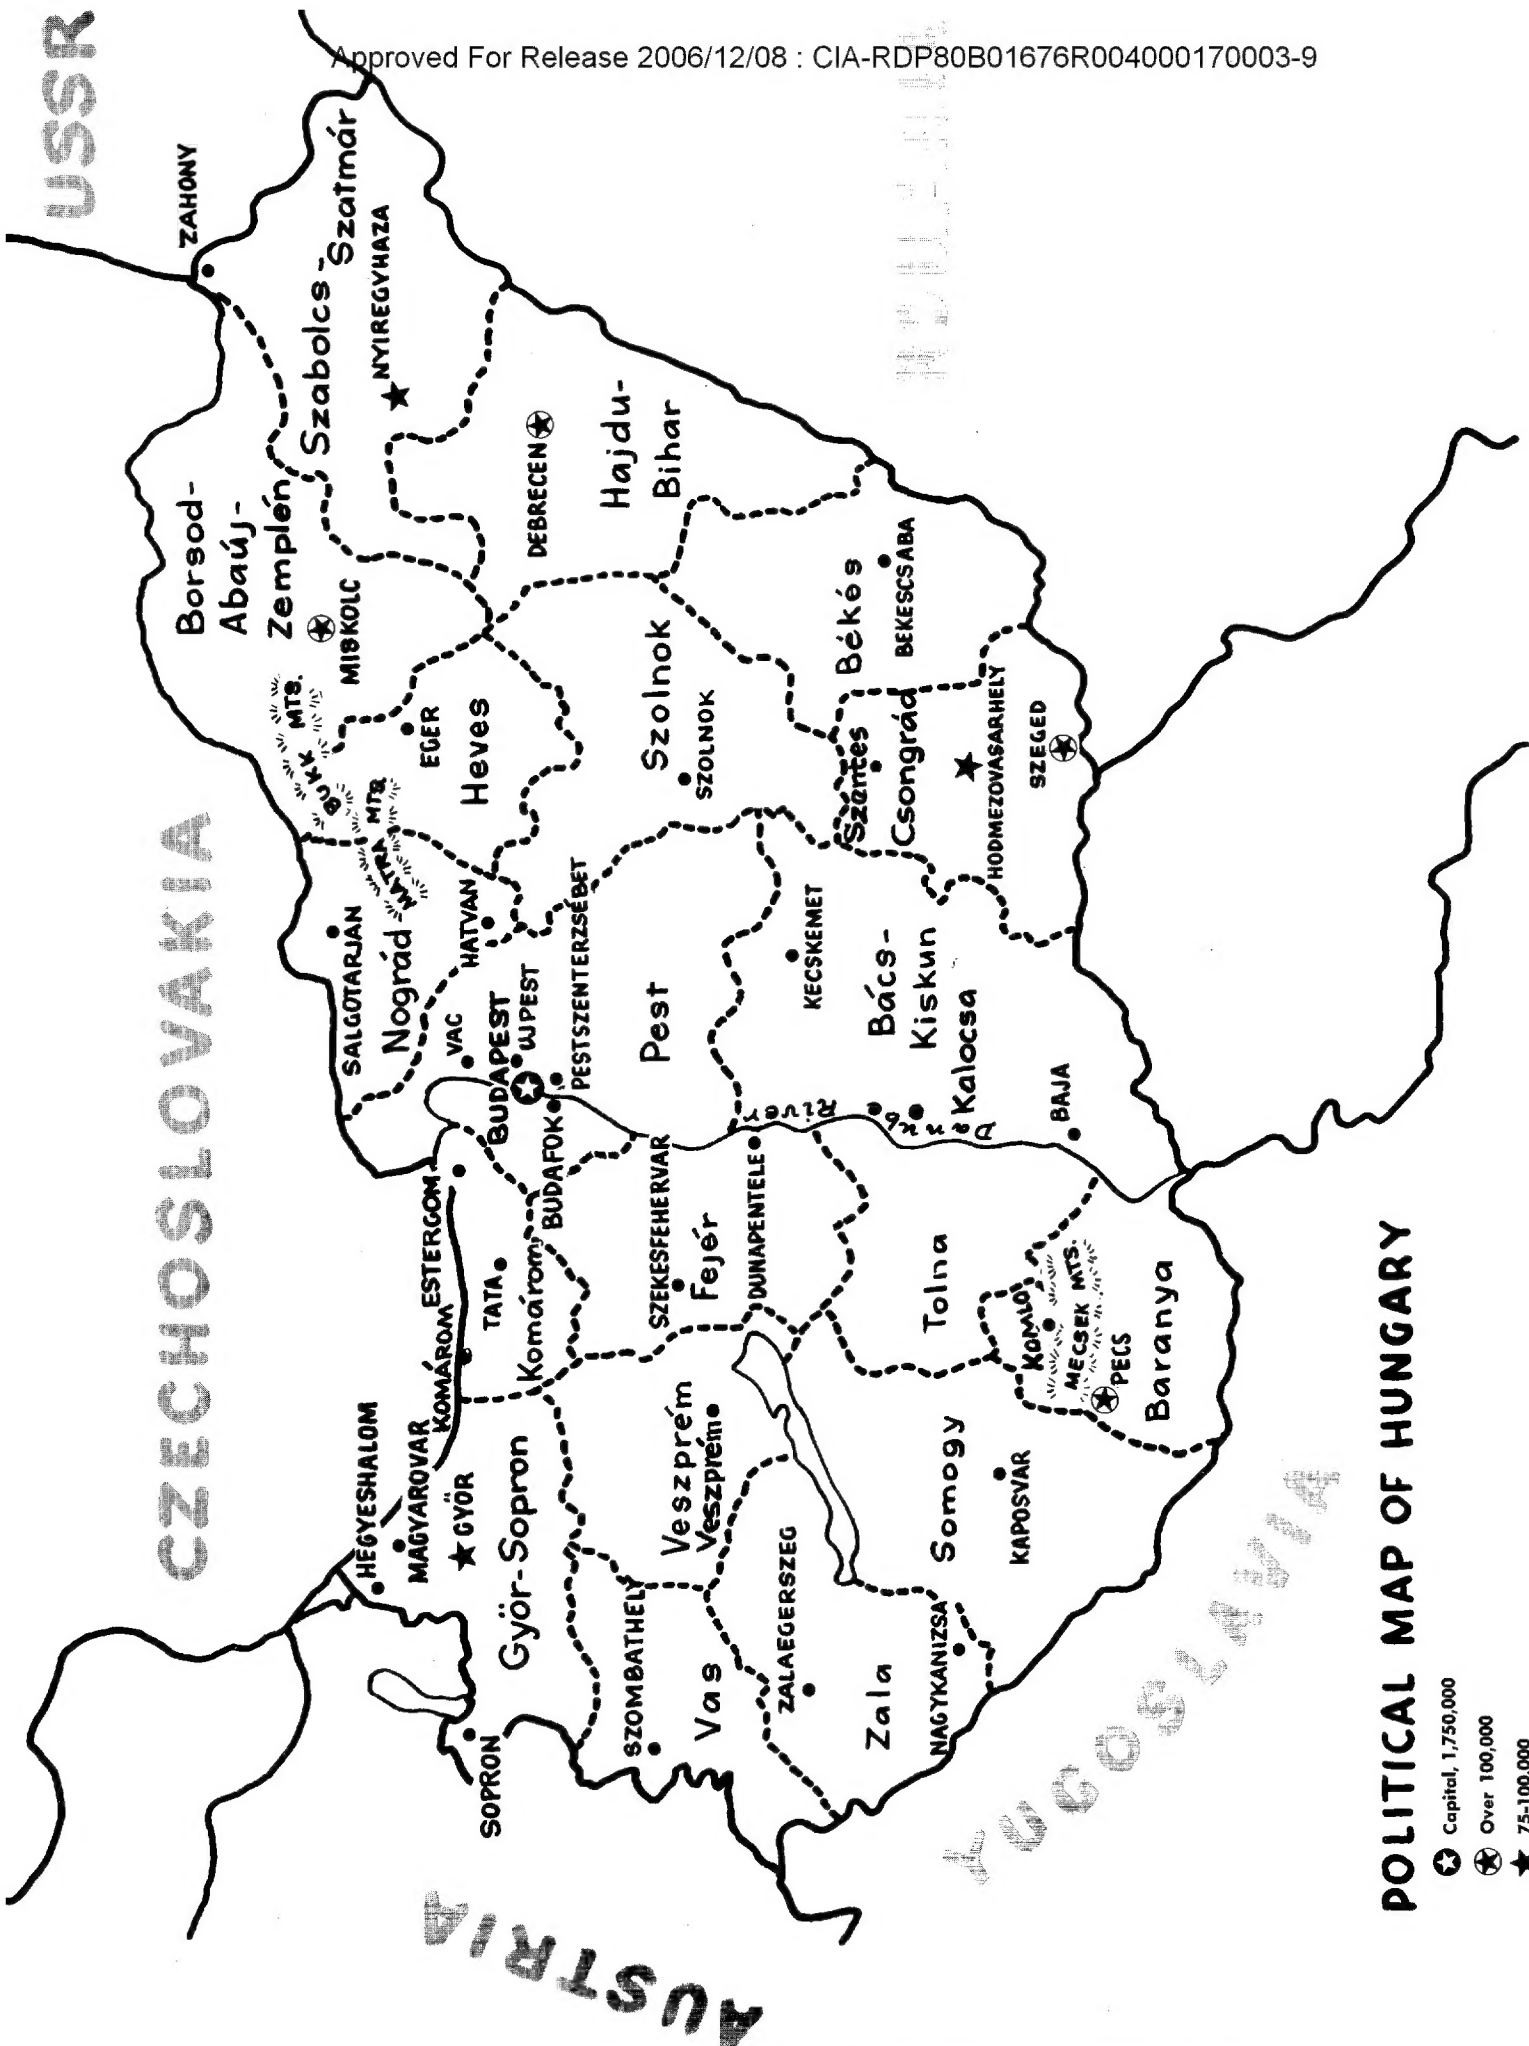 Approved For Release 2006/12/08 : CIA-RDP80B01676R004000170003-9
USSR
CZECHOSLOVAKIA
AUSTRIA
YUGOSLAVIA
ZAHONY
Szabolcs-
Szatmár
NYIREGYHAZA
Borsod-
Abaúj-
Zemplén
MISKOLC
BUKK MTS.
MATRA MTS
DEBRECEN
Hajdu-
Bihar
EGER
Heves
SALGOTARJAN
Nográd
HATVAN
VAC
BUDAPEST
UJPEST
PESTSZENTERZSEBET
BUDAFOK
Pest
Szolnok
SZOLNOK
Békés
BEKESCSABA
Szentes
Csongrád
HODMEZOVASARHELY
SZEGED
KECSKEMET
Bács-
Kiskun
Kalocsa
BAJA
Danub River
ESTERGOM
KOMÁROM
TATA
Komárom
SZEKESFEHERVAR
Fejér
DUNAPENTELE
Tolna
KOMLO
MECSEK MTS.
PECS
Baranya
HEGYESHALOM
MAGYAROVAR
GYÖR
Györ-Sopron
SOPRON
Veszprém
Veszprém
SZOMBATHELY
Vas
ZALAEGERSZEG
Zala
NAGYKANIZSA
Somogy
KAPOSVAR
POLITICAL MAP OF HUNGARY
Capital, 1,750,000
Over 100,000
75-100,000